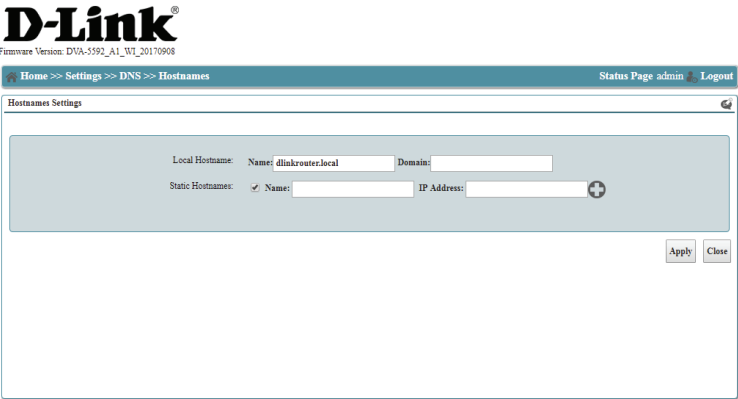 D-Link®
Firmware Version: DVA-5592_A1_WI_20170908
Home >> Settings >> DNS >> Hostnames Status Page admin Logout
Hostnames Settings
Local Hostname: Name: dlinkrouter.local Domain:
Static Hostnames: Name: IP Address:
Apply Close